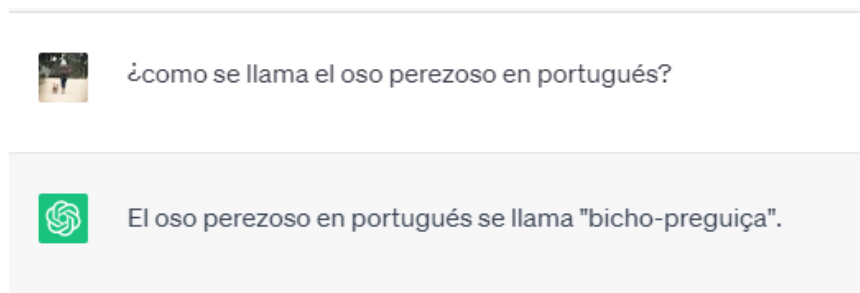 ¿como se llama el oso perezoso en portugués?
El oso perezoso en portugués se llama "bicho-preguiça".